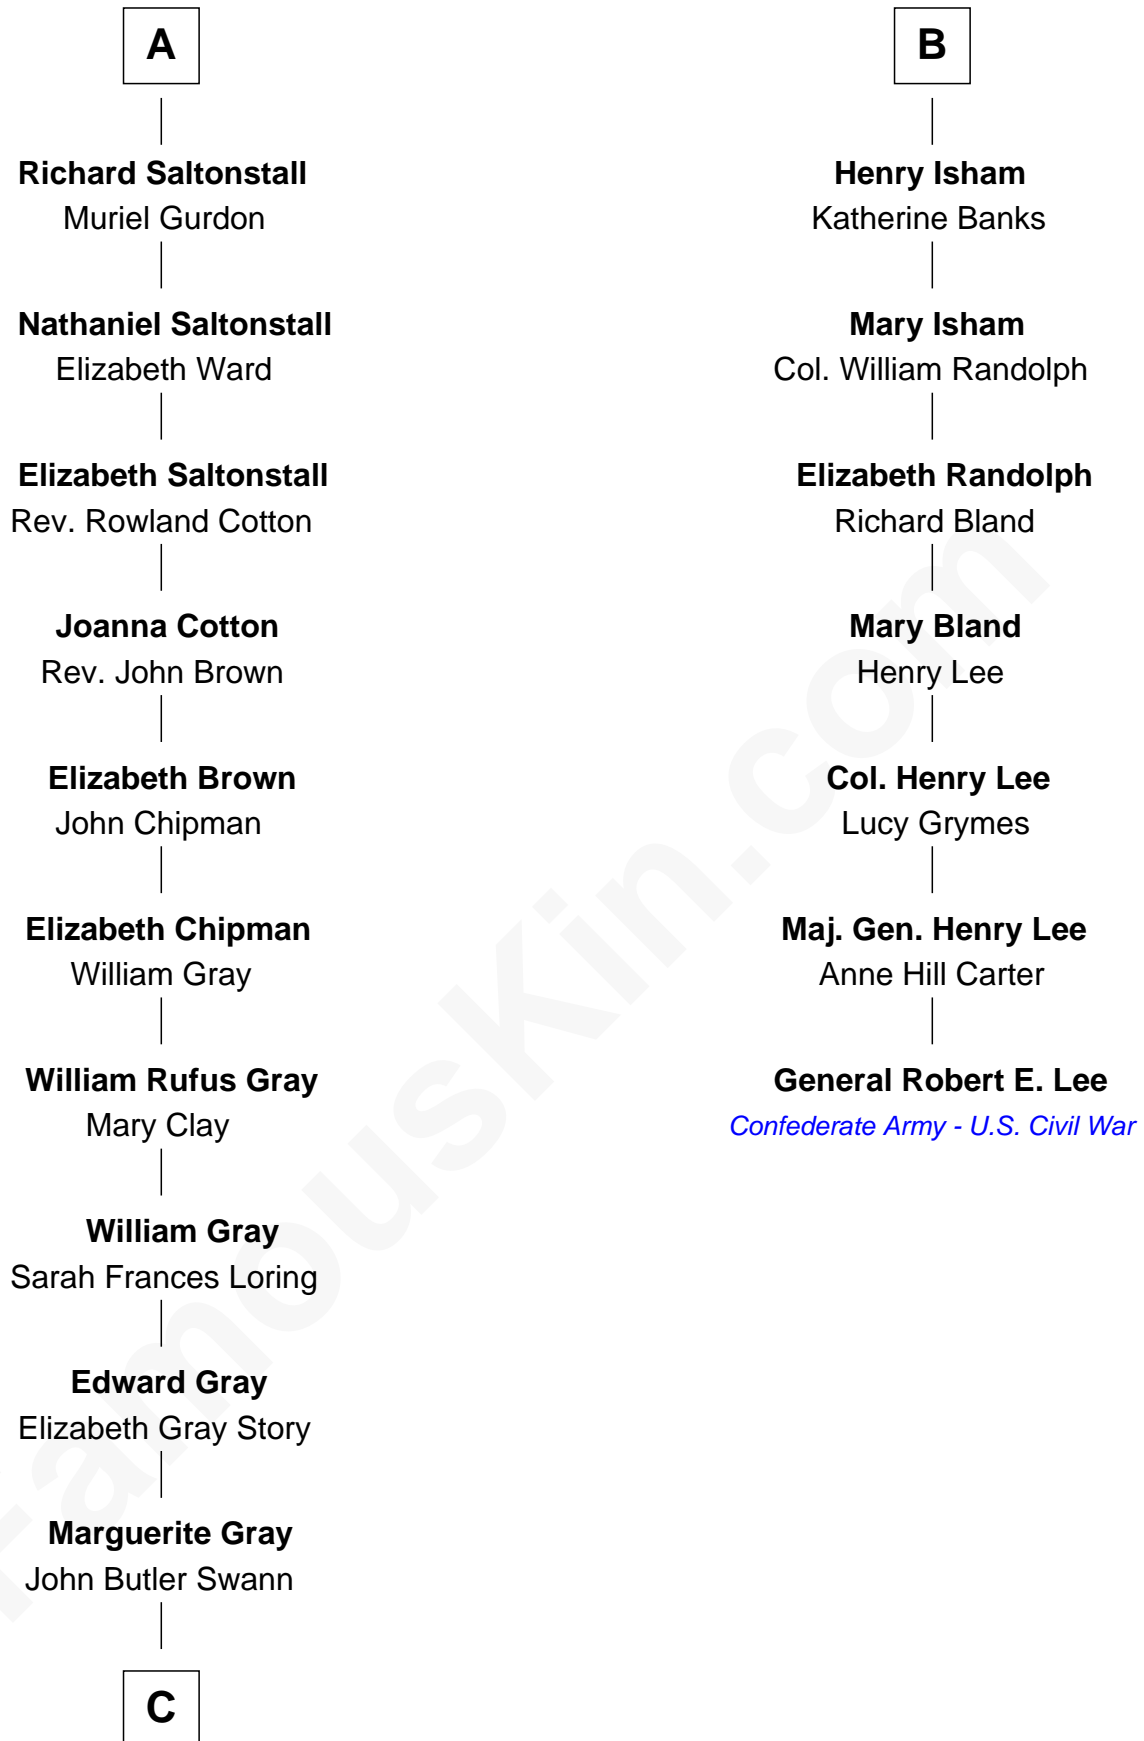 A
Richard Saltonstall
Muriel Gurdon
Nathaniel Saltonstall
Elizabeth Ward
Elizabeth Saltonstall
Rev. Rowland Cotton
Joanna Cotton
Rev. John Brown
Elizabeth Brown
John Chipman
Elizabeth Chipman
William Gray
William Rufus Gray
Mary Clay
William Gray
Sarah Frances Loring
Edward Gray
Elizabeth Gray Story
Marguerite Gray
John Butler Swann
C
B
Henry Isham
Katherine Banks
Mary Isham
Col. William Randolph
Elizabeth Randolph
Richard Bland
Mary Bland
Henry Lee
Col. Henry Lee
Lucy Grymes
Maj. Gen. Henry Lee
Anne Hill Carter
General Robert E. Lee
Confederate Army - U.S. Civil War
FamousKin.com